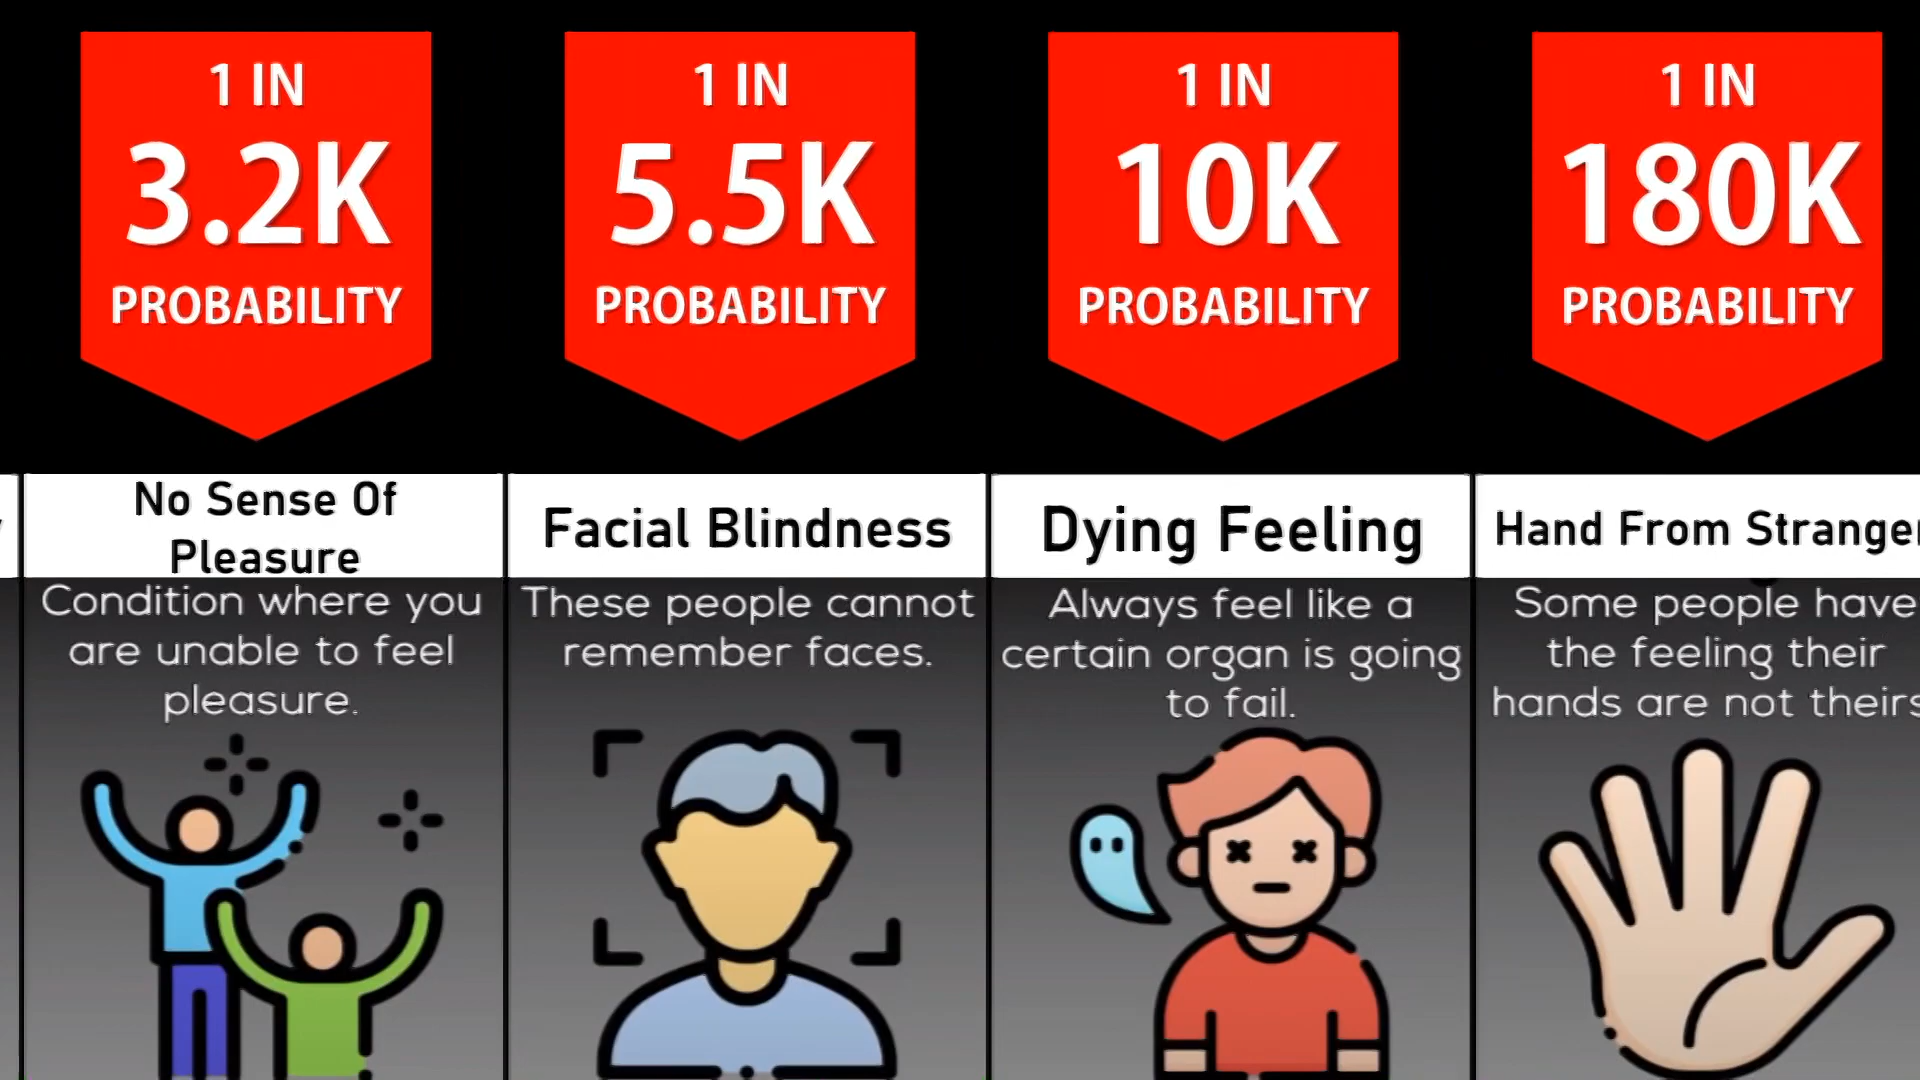 1 IN
3.2K
PROBABILITY
No Sense Of
Pleasure
Condition where you
are unable to feel
pleasure.
1 IN
5.5K
PROBABILITY
Facial Blindness
These people cannot
remember faces.
1 IN
10K
PROBABILITY
Dying Feeling
Always feel like a
certain organ is going
to fail.
1 IN
180K
PROBABILITY
Hand From Stranger
Some people have
the feeling their
hands are not theirs